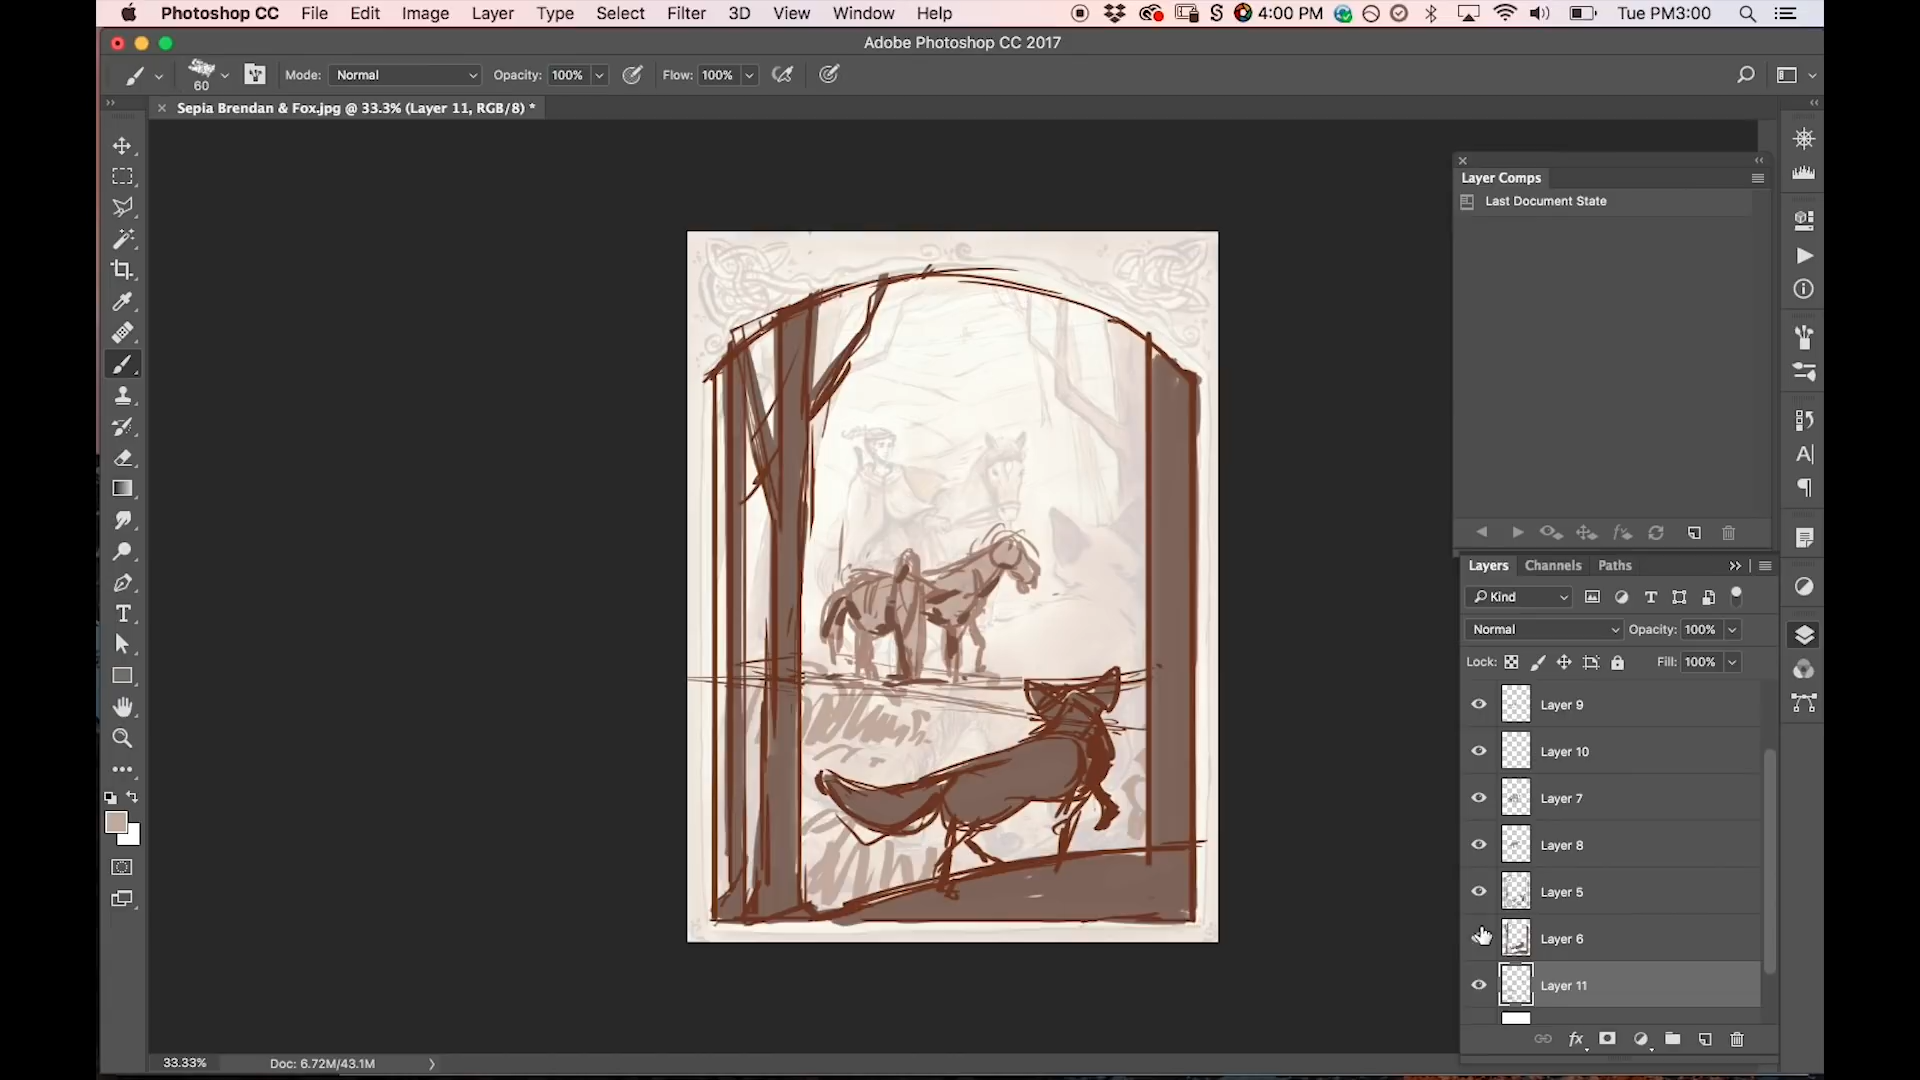 Photoshop CC File Edit Image Layer Type Select Filter 3D View Window Help 4:00 PM Tue PM3:00
Adobe Photoshop CC 2017
60 Mode: Normal Opacity: 100% Flow: 100%
Sepia Brendan & Fox.jpg @ 33.3% (Layer 11, RGB/8) *
Layer Comps
Last Document State
Layers Channels Paths
Kind
Normal Opacity: 100%
Lock: Fill: 100%
Layer 9
Layer 10
Layer 7
Layer 8
Layer 5
Layer 6
Layer 11
33.33% Doc: 6.72M/43.1M